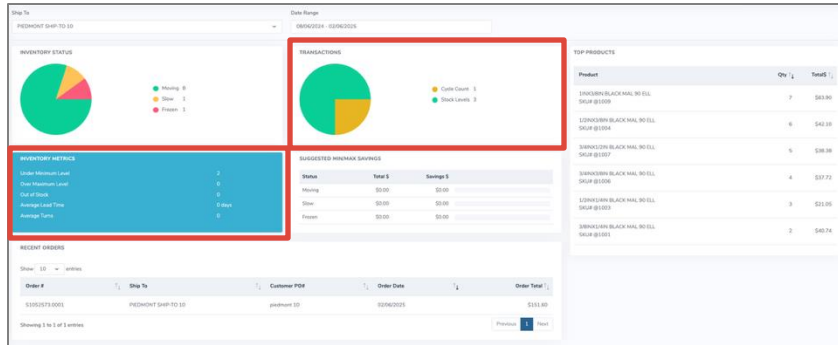 Ship To
PIEDMONT SHIP-TO 10
Date Range
08/06/2024 - 02/06/2025
INVENTORY STATUS
Moving 8
Slow 1
Frozen 1
TRANSACTIONS
Cycle Count 1
Stock Levels 3
TOP PRODUCTS
Product Qty Total$
1INX3/8IN BLACK MAL 90 ELL 7 $83.90
SKU# @1009
1/2INX3/8IN BLACK MAL 90 ELL 6 $42.10
SKU# @1004
3/4INX1/2IN BLACK MAL 90 ELL 5 $38.38
SKU# @1007
3/4INX3/8IN BLACK MAL 90 ELL 4 $37.72
SKU# @1006
1/2INX1/4IN BLACK MAL 90 ELL 3 $21.05
SKU# @1003
3/8INX1/4IN BLACK MAL 90 ELL 2 $40.74
SKU# @1001
INVENTORY METRICS
Under Minimum Level 2
Over Maximum Level 0
Out of Stock 0
Average Lead Time 0 days
Average Turns 0
SUGGESTED MIN/MAX SAVINGS
Status Total $ Savings $
Moving $0.00 $0.00
Slow $0.00 $0.00
Frozen $0.00 $0.00
RECENT ORDERS
Show 10 entries
Order # Ship To Customer PO# Order Date Order Total
S1552573.0001 PIEDMONT SHIP-TO 10 piedmont 10 02/06/2025 $151.60
Showing 1 to 1 of 1 entries
Previous 1 Next